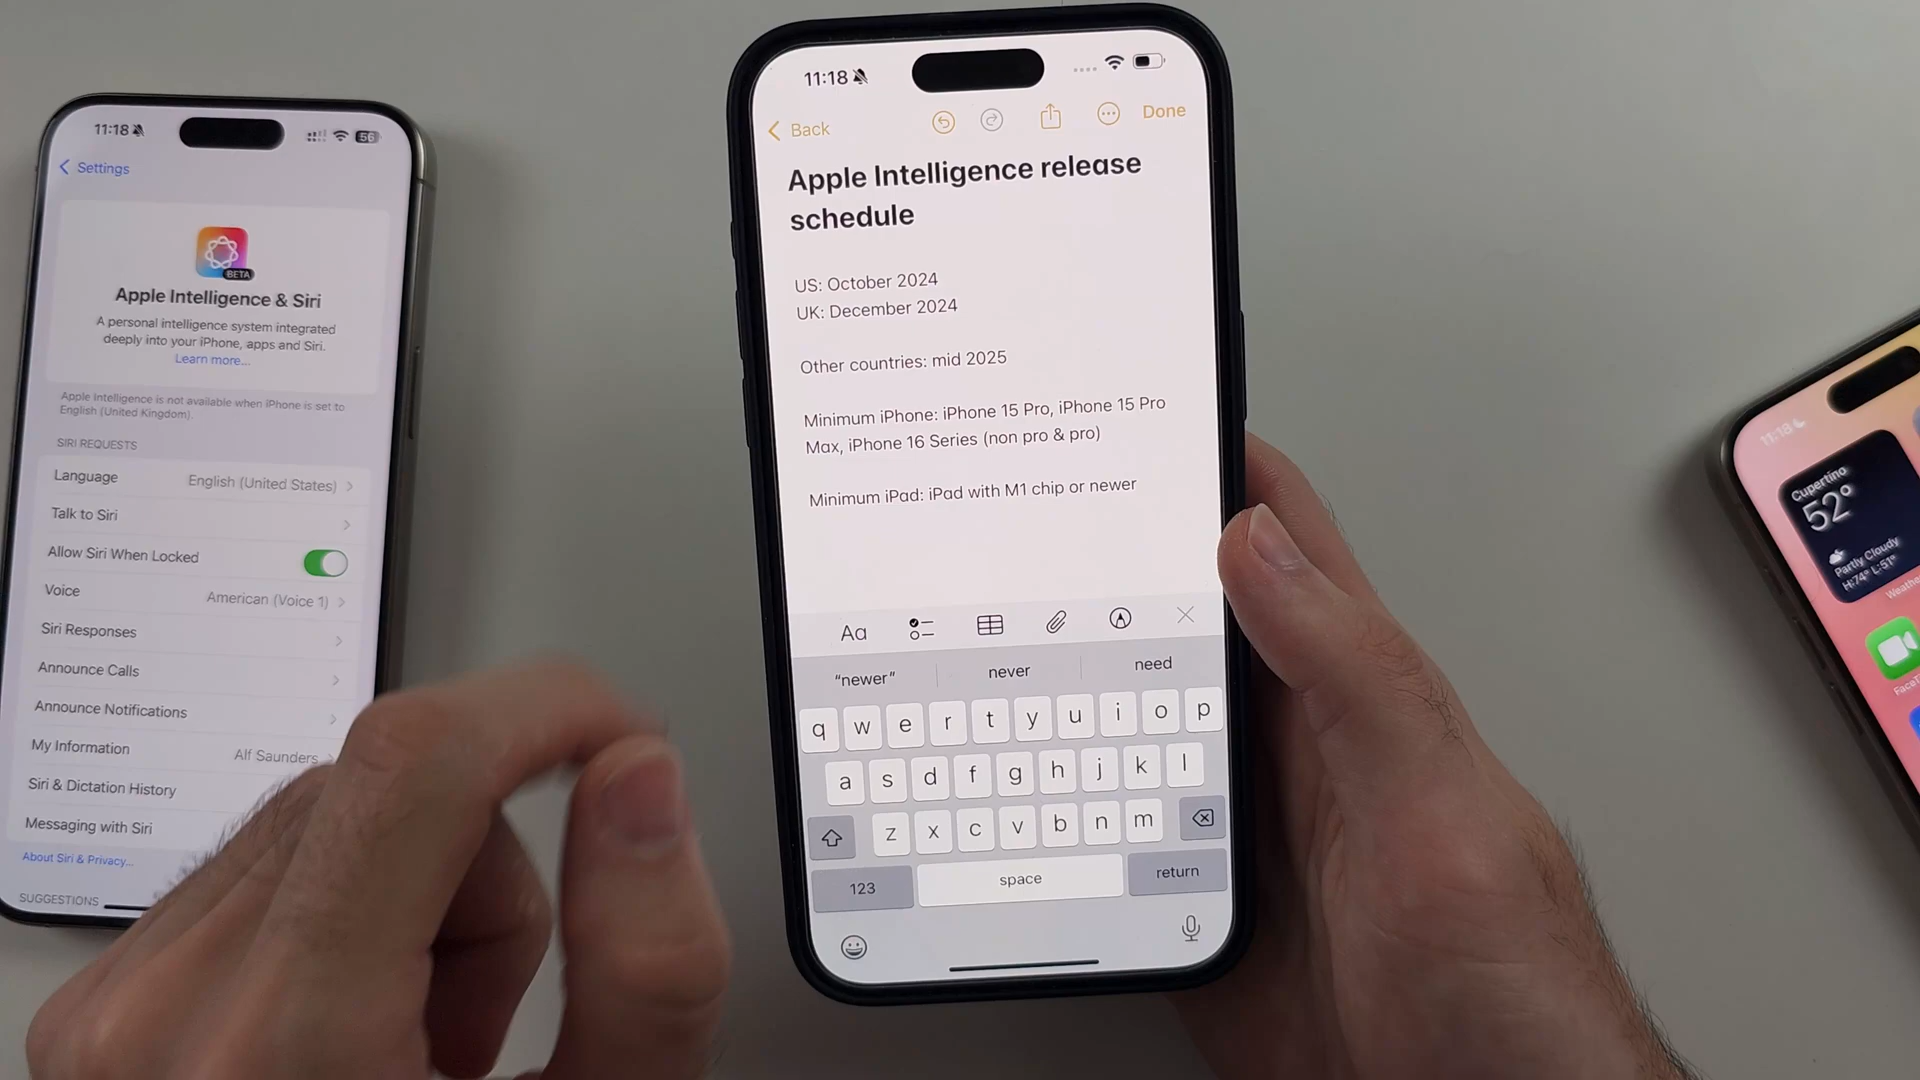 11:18
56
Settings
BETA
Apple Intelligence & Siri
A personal intelligence system integrated
deeply into your iPhone, apps and Siri.
Learn more...
Apple Intelligence is not available when iPhone is set to
English (United Kingdom).
SIRI REQUESTS
Language English (United States)
Talk to Siri
Allow Siri When Locked
Voice American (Voice 1)
Siri Responses
Announce Calls
Announce Notifications
My Information Alf Saunders
Siri & Dictation History
Messaging with Siri
About Siri & Privacy...
SUGGESTIONS
11:18
Back Done
Apple Intelligence release
schedule
US: October 2024
UK: December 2024
Other countries: mid 2025
Minimum iPhone: iPhone 15 Pro, iPhone 15 Pro
Max, iPhone 16 Series (non pro & pro)
Minimum iPad: iPad with M1 chip or newer
Aa
“newer” never need
q w e r t y u i o p
a s d f g h j k l
z x c v b n m
123 space return
11:18
Cupertino
52°
Partly Cloudy
H:74° L:51°